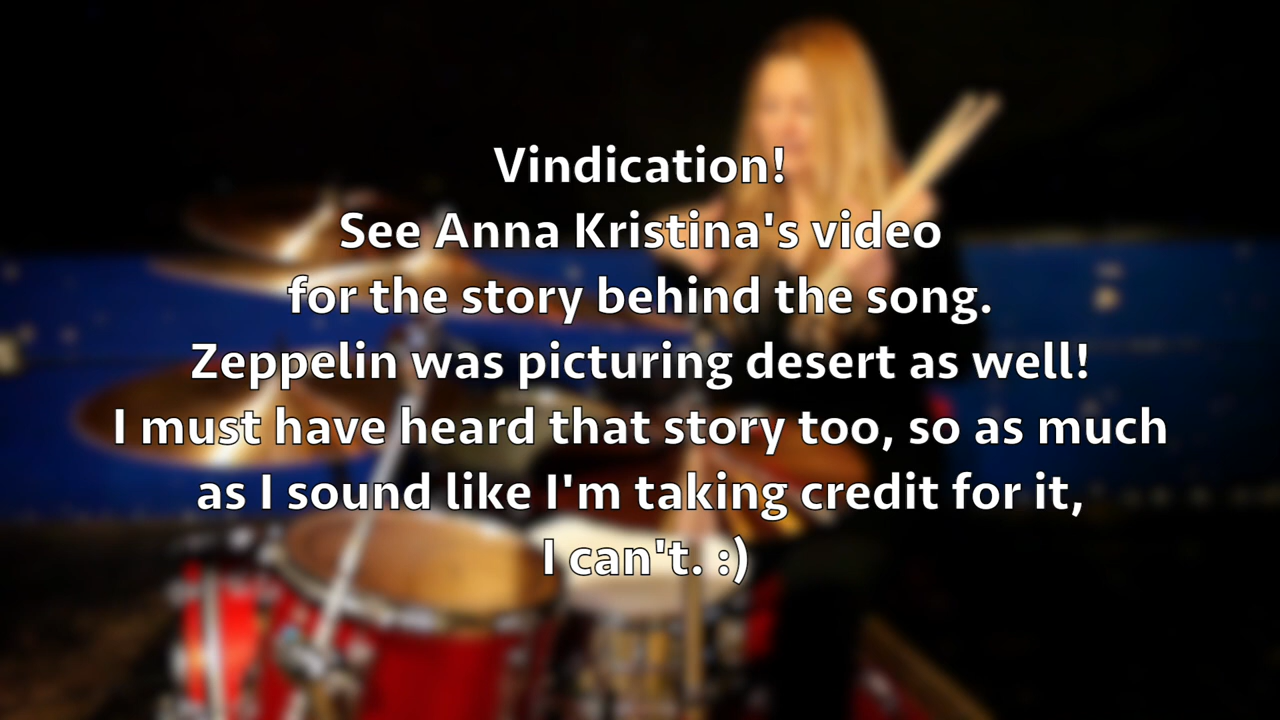 Vindication!
See Anna Kristina's video
for the story behind the song.
Zeppelin was picturing desert as well!
I must have heard that story too, so as much
as I sound like I'm taking credit for it,
I can't. :)